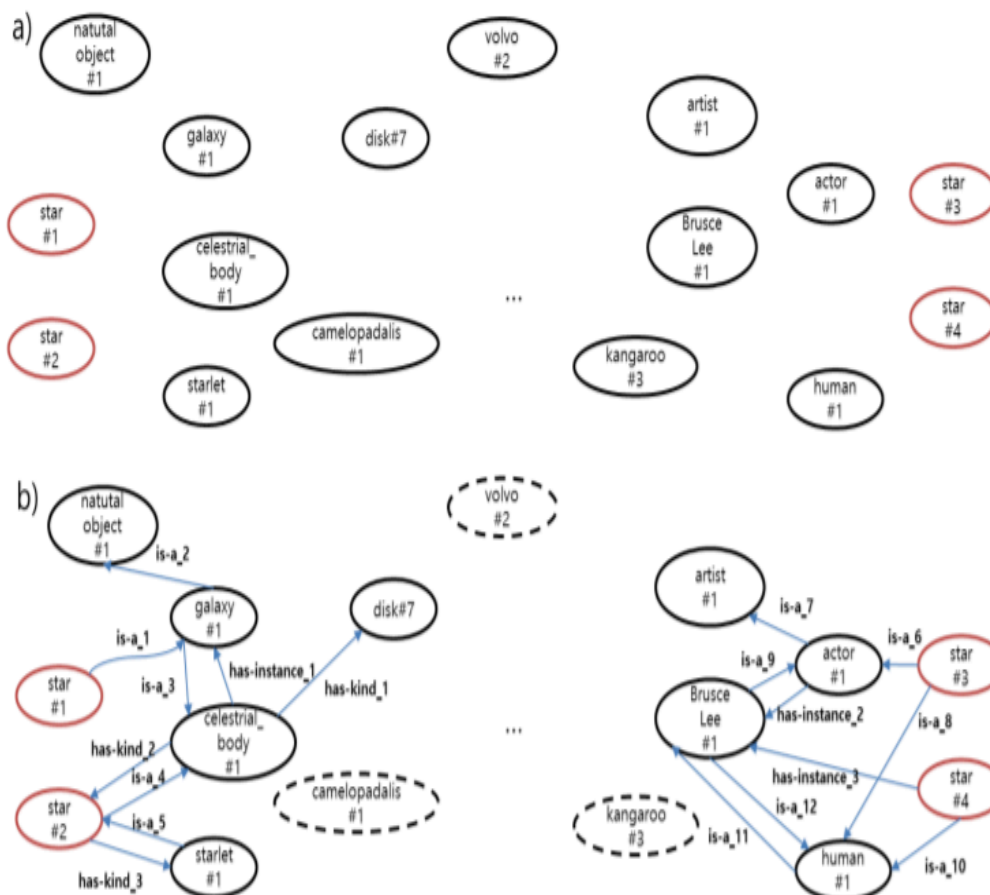 a)
natutal
object
#1
volvo
#2
artist
#1
galaxy
#1
disk#7
actor
#1
star
#3
star
#1
Brusce
Lee
#1
celestrial_
body
#1
...
star
#4
star
#2
camelopadalis
#1
kangaroo
#3
starlet
#1
human
#1
b)
natutal
object
#1
volvo
#2
is-a_2
artist
#1
galaxy
#1
disk#7
is-a_7
is-a_1
is-a_6
is-a_9
actor
#1
star
#3
has-instance_1
star
#1
is-a_3
has-kind_1
Brusce
Lee
#1
has-instance_2
is-a_8
celestrial_
body
#1
...
has-kind_2
is-a_4
has-instance_3
star
#4
camelopadalis
#1
star
#2
is-a_12
kangaroo
#3
is-a_5
is-a_11
starlet
#1
human
#1
is-a_10
has-kind_3